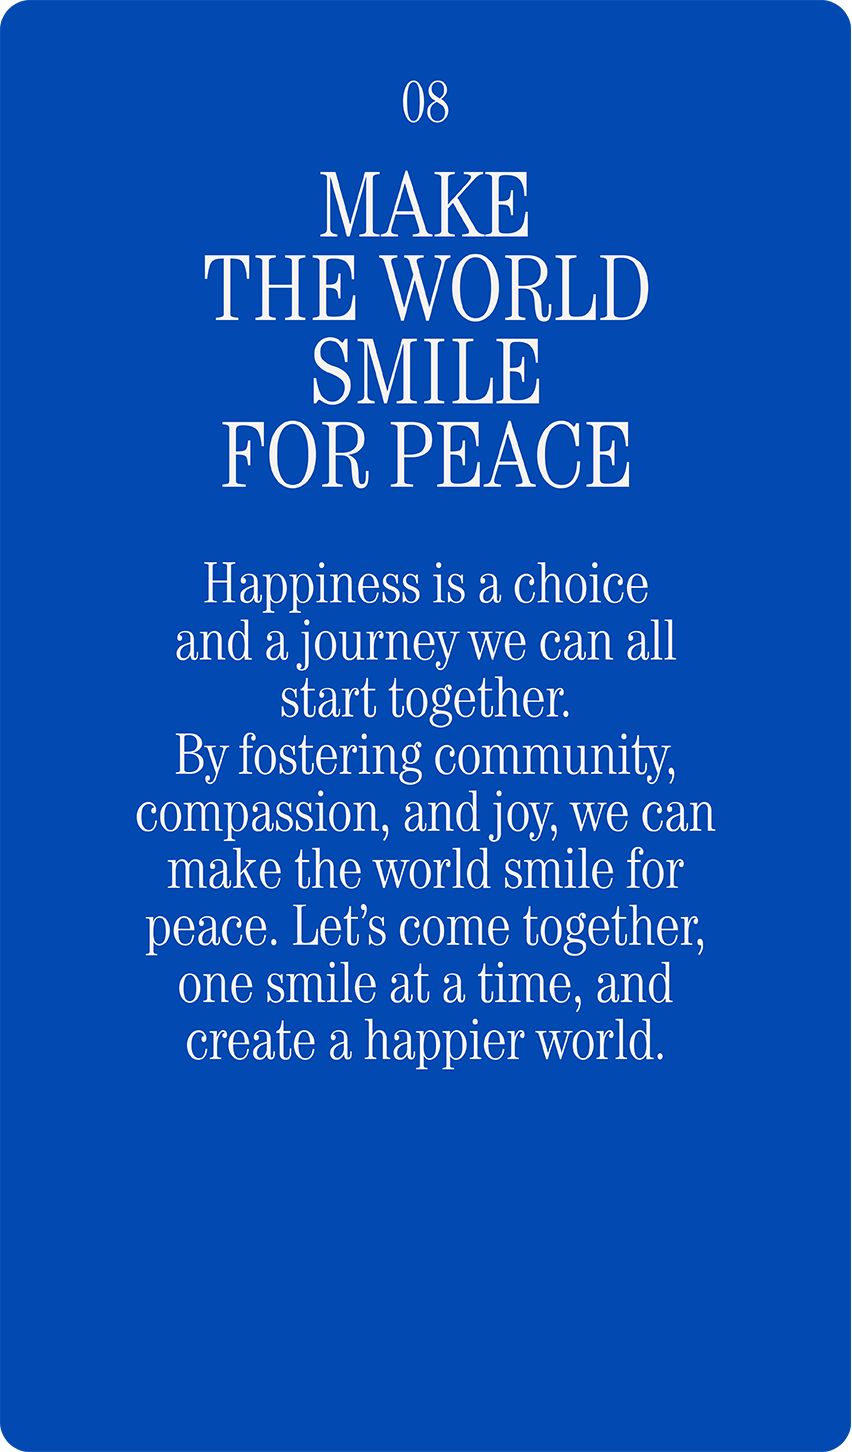 08
MAKE
THE WORLD
SMILE
FOR PEACE
Happiness is a choice
and a journey we can all
start together.
By fostering community,
compassion, and joy, we can
make the world smile for
peace. Let’s come together,
one smile at a time, and
create a happier world.